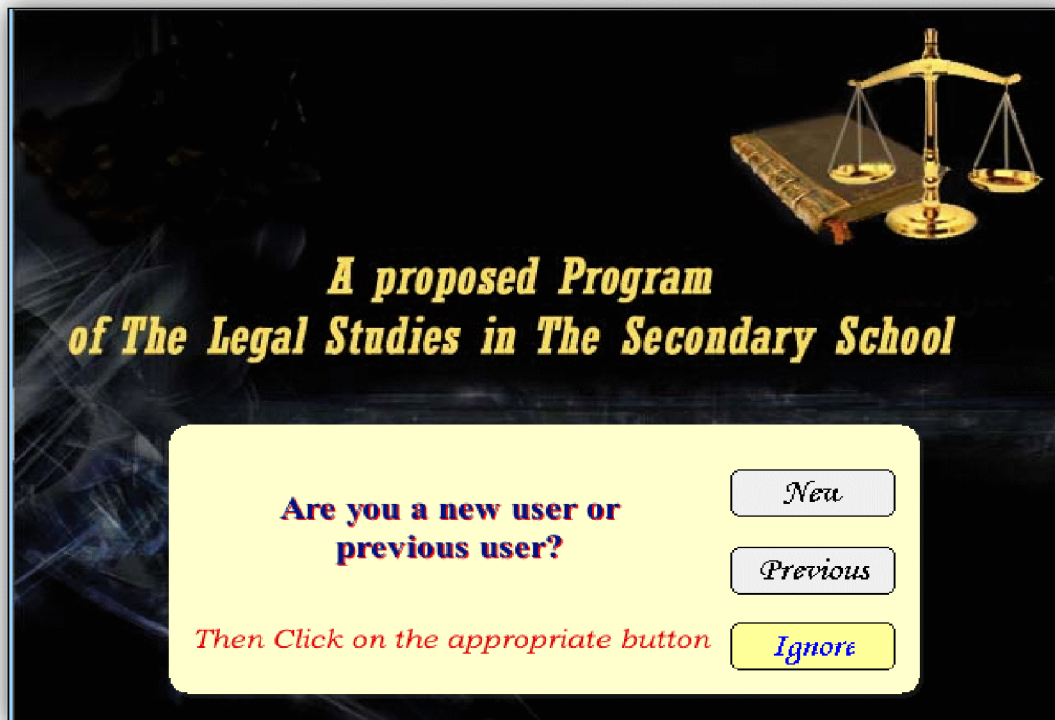 A proposed Program
of The Legal Studies in The Secondary School
Are you a new user or
previous user?
New
Previous
Then Click on the appropriate button
Ignore